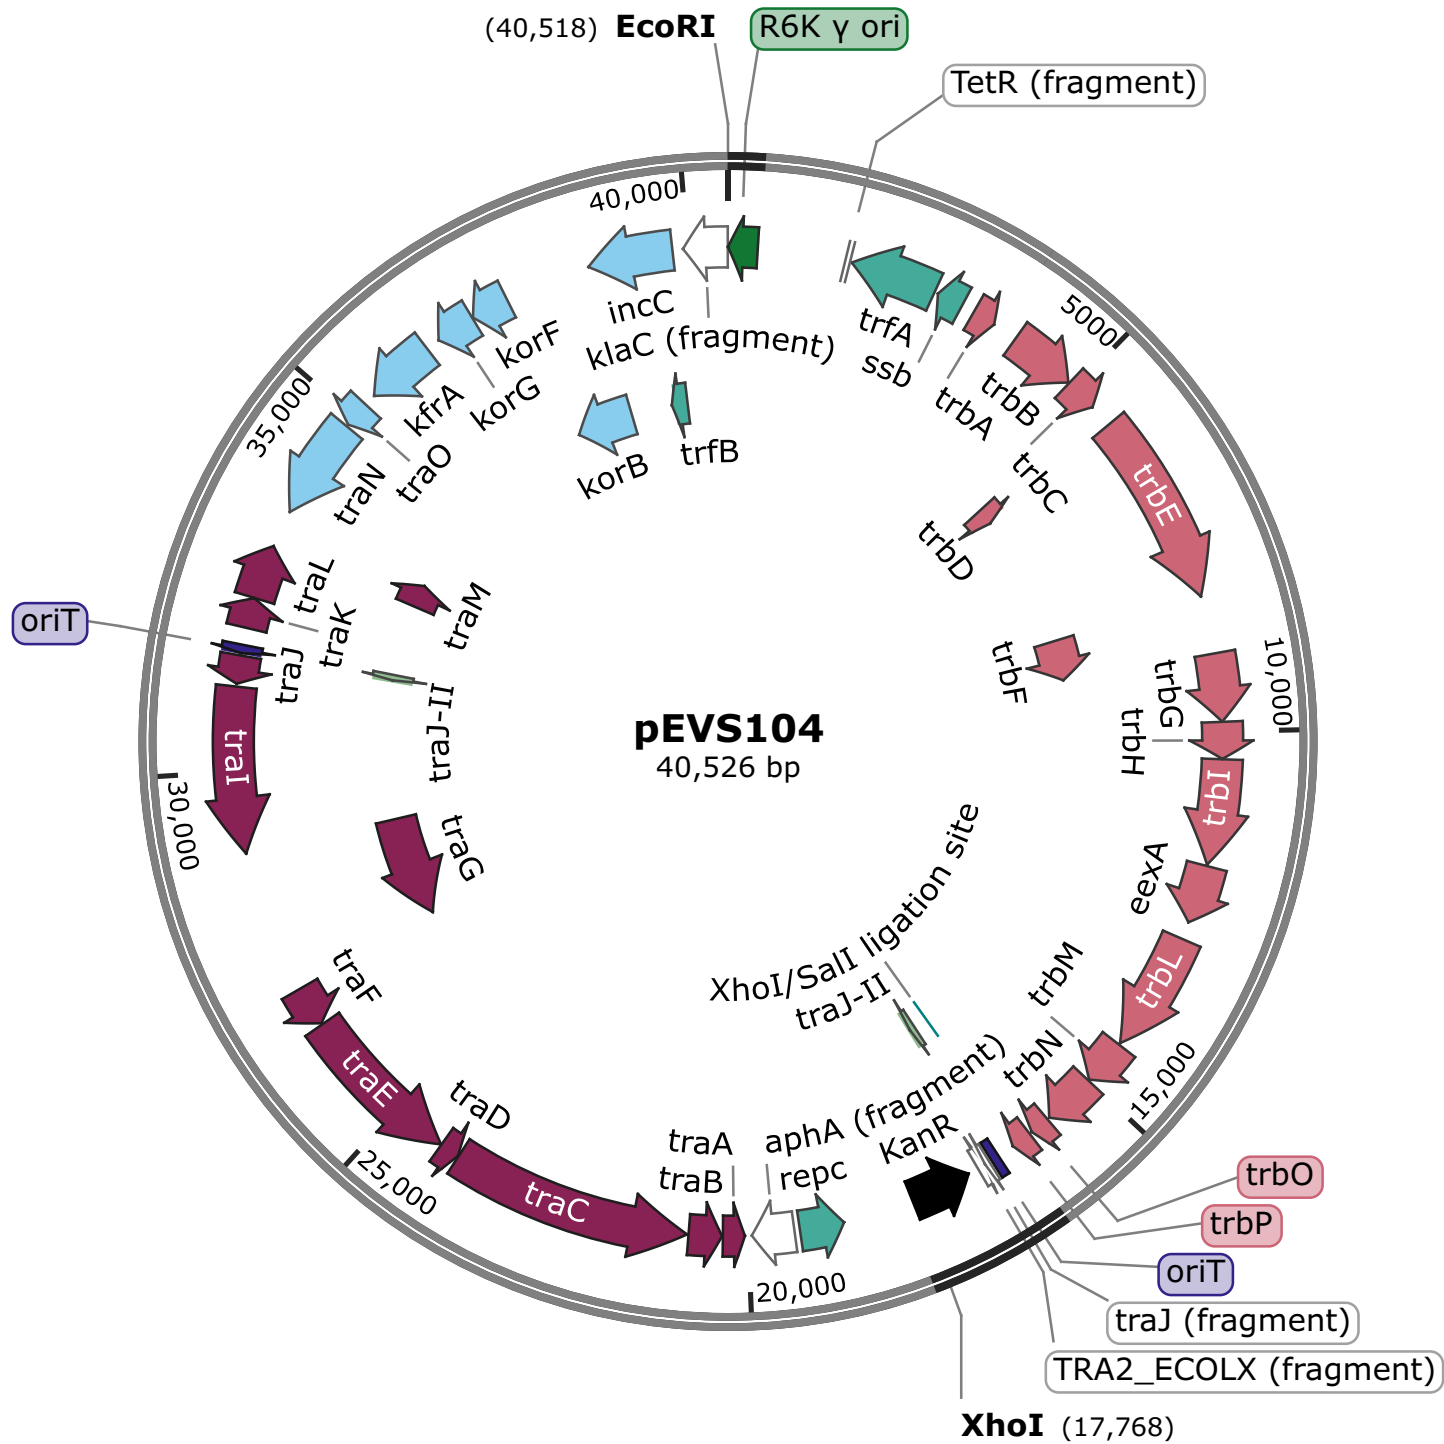 (40,518) EcoRI
R6K γ ori
TetR (fragment)
40,000
5000
10,000
15,000
20,000
25,000
30,000
35,000
incC
klaC (fragment)
trfA
ssb
trbA
trbB
trbC
trbD
trbE
trbF
trbG
trbH
trbI
eexA
trbL
trbM
trbN
trbO
trbP
oriT
traJ (fragment)
TRA2_ECOLX (fragment)
XhoI (17,768)
XhoI/SalI ligation site
traJ-II
KanR
aphA (fragment)
repc
traA
traB
traC
traD
traE
traF
traG
traI
traJ-II
traJ
oriT
traK
traL
traM
traN
traO
kfrA
korG
korF
korB
trfB
pEVS104
40,526 bp